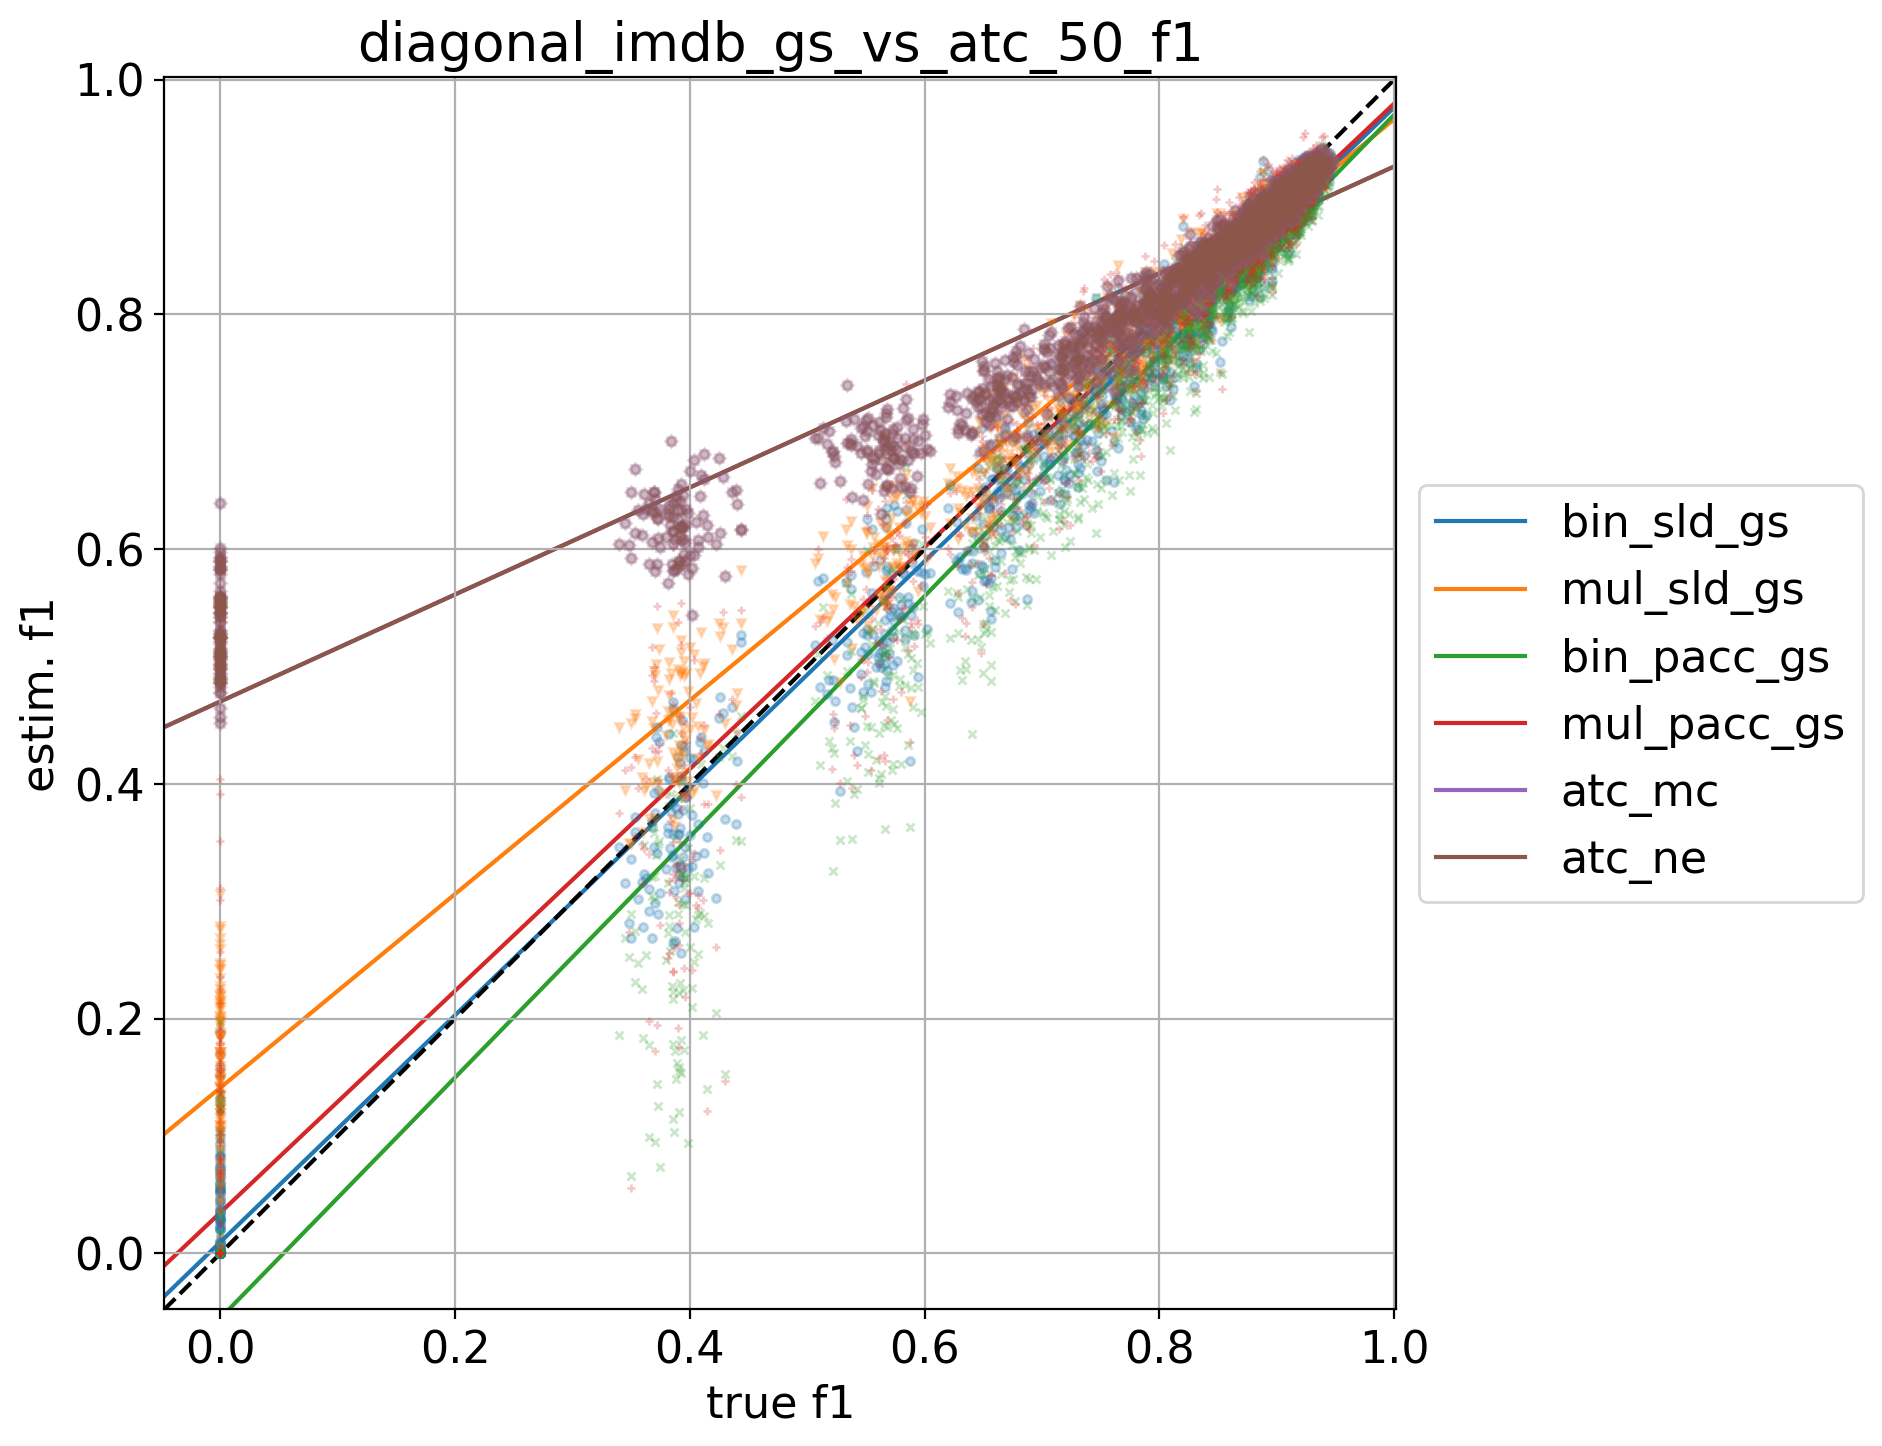 diagonal_imdb_gs_vs_atc_50_f1
1.0
0.8
0.6
0.4
0.2
0.0
estim. f1
0.0 0.2 0.4 0.6 0.8 1.0
true f1
bin_sld_gs
mul_sld_gs
bin_pacc_gs
mul_pacc_gs
atc_mc
atc_ne